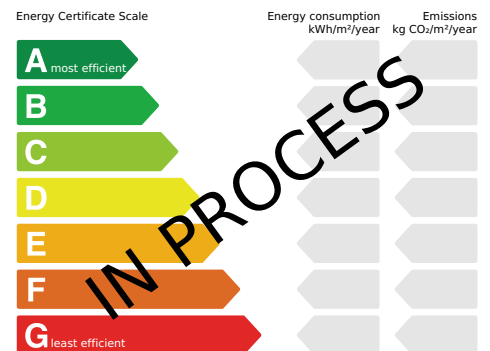 Energy Certificate Scale
Energy consumption
kWh/m²/year
Emissions
kg CO₂/m²/year
A most efficient
B
C
D
E
F
G least efficient
IN PROCESS